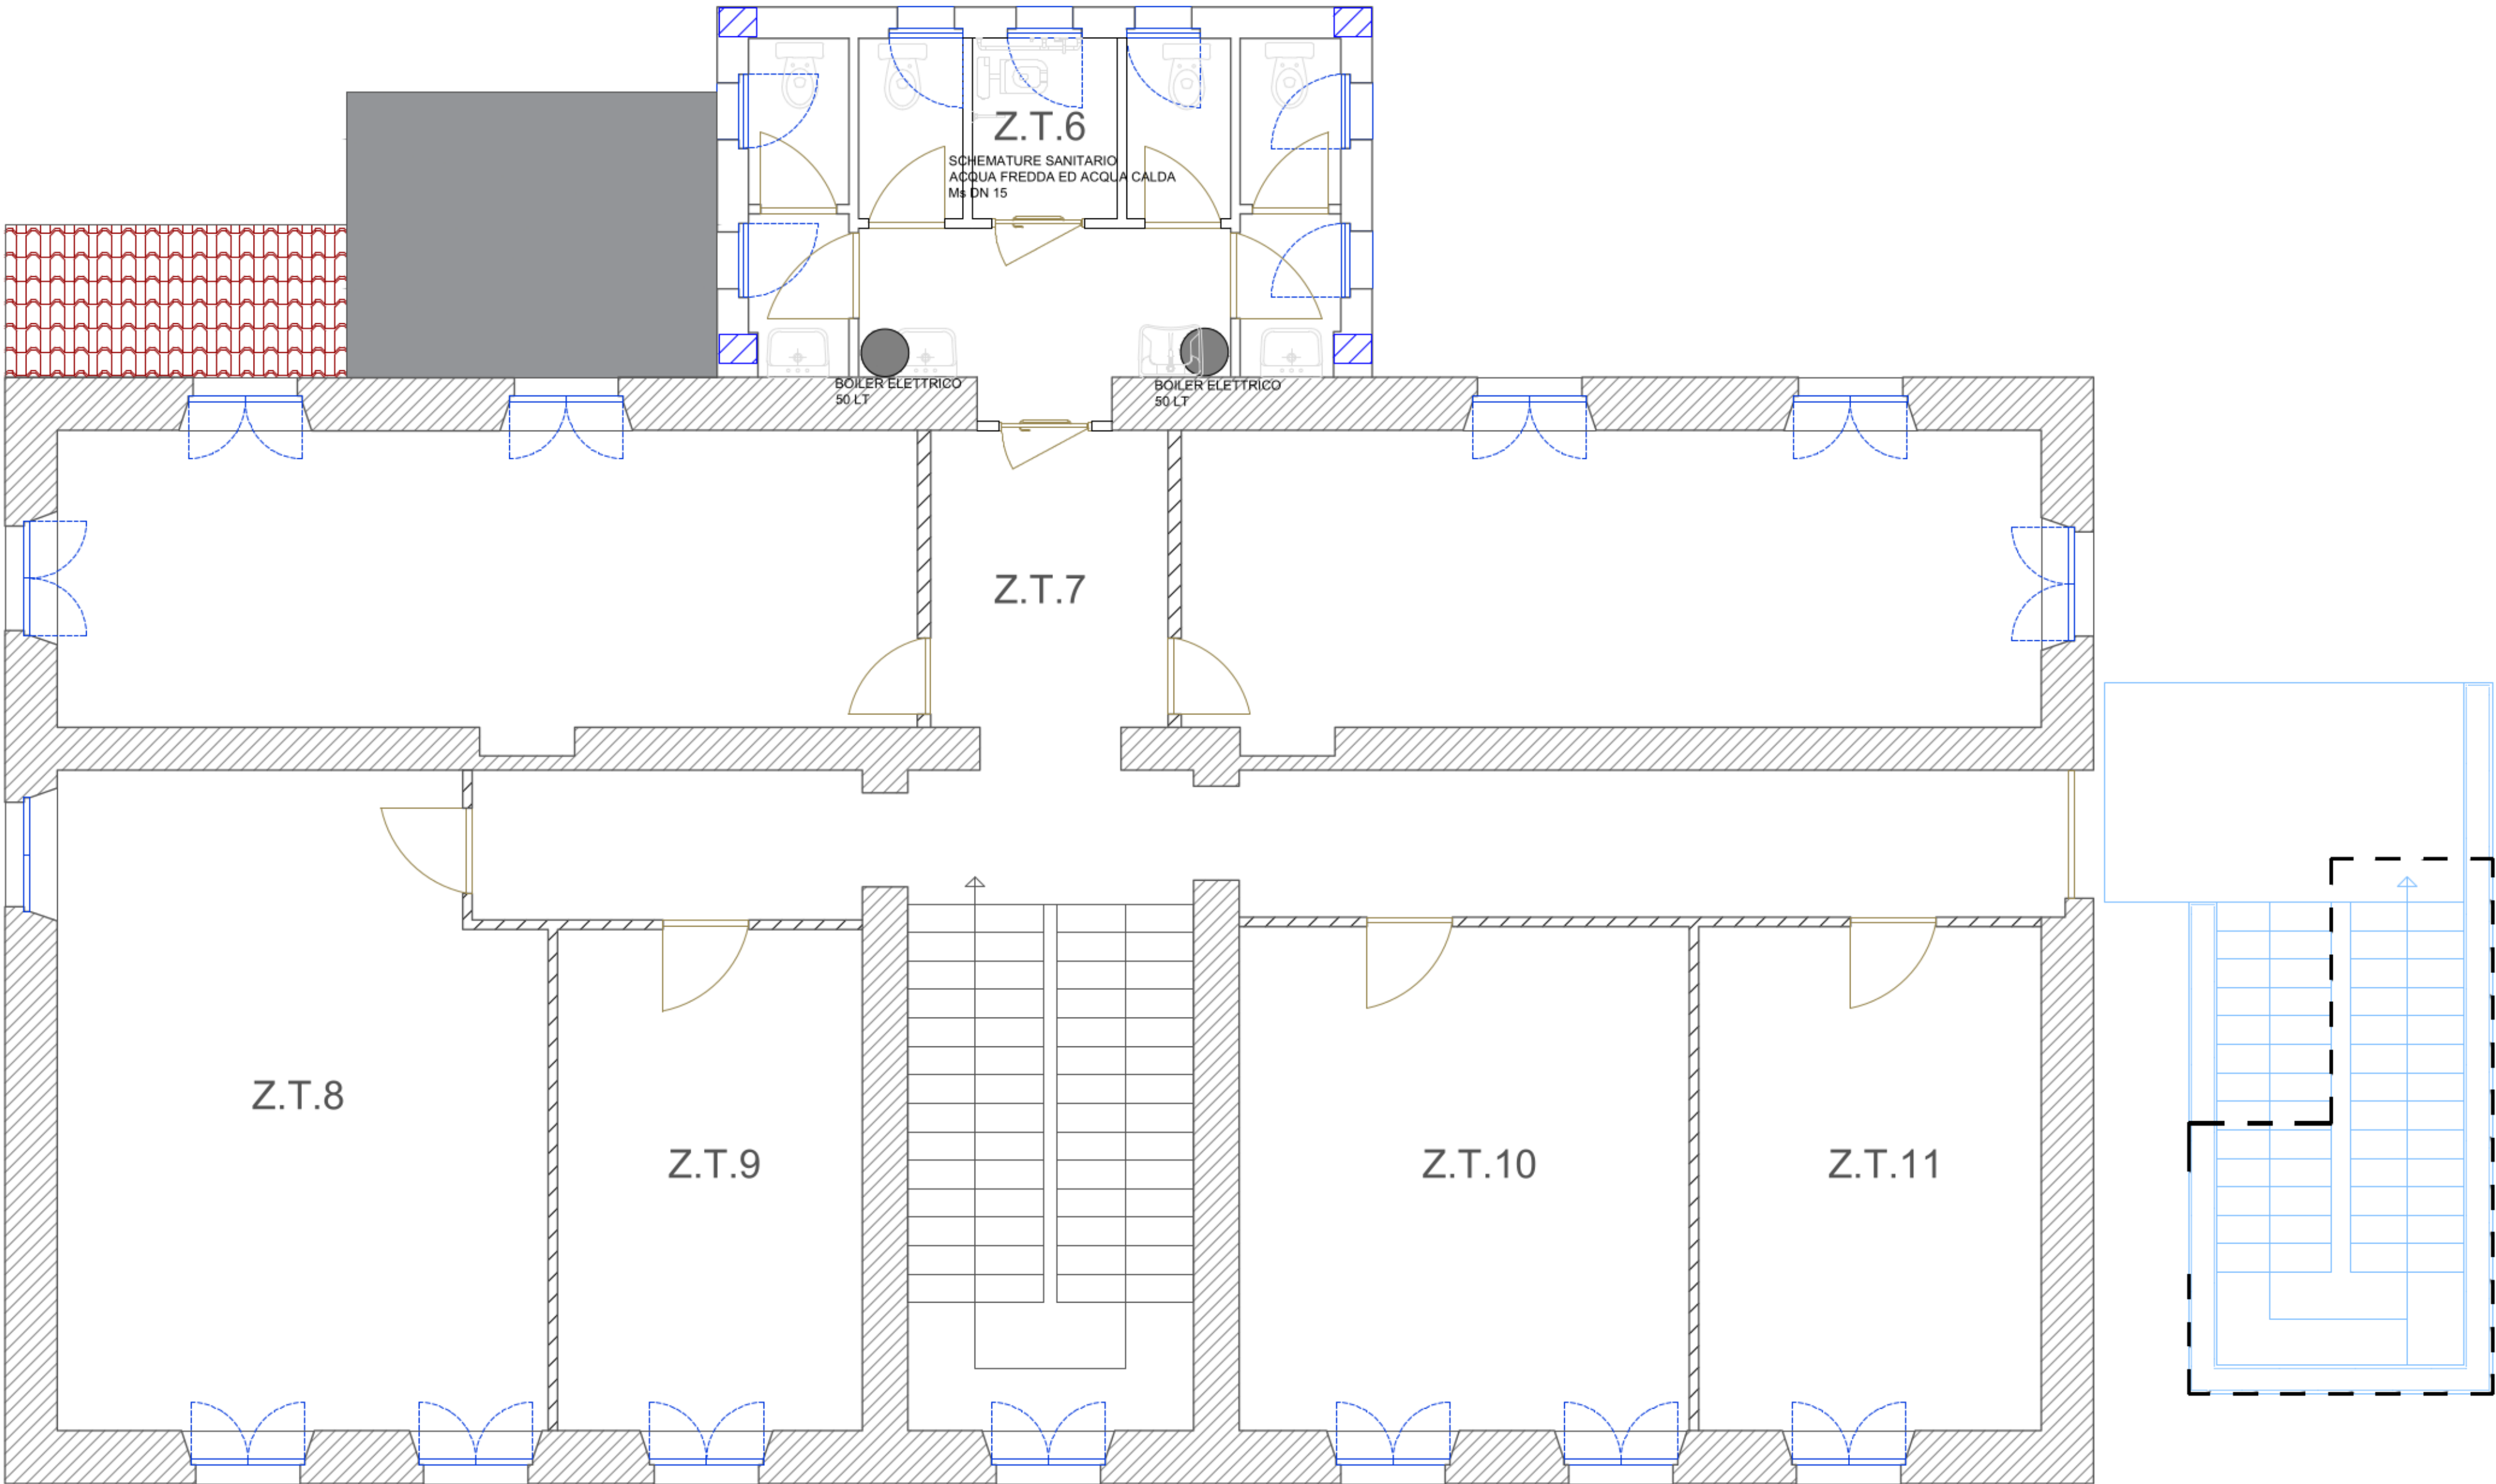 Z.T.6
SCHEMATURE SANITARIO
ACQUA FREDDA ED ACQUA CALDA
Ms DN 15
BOILER ELETTRICO
50 LT
BOILER ELETTRICO
50 LT
Z.T.7
Z.T.8
Z.T.9
Z.T.10
Z.T.11